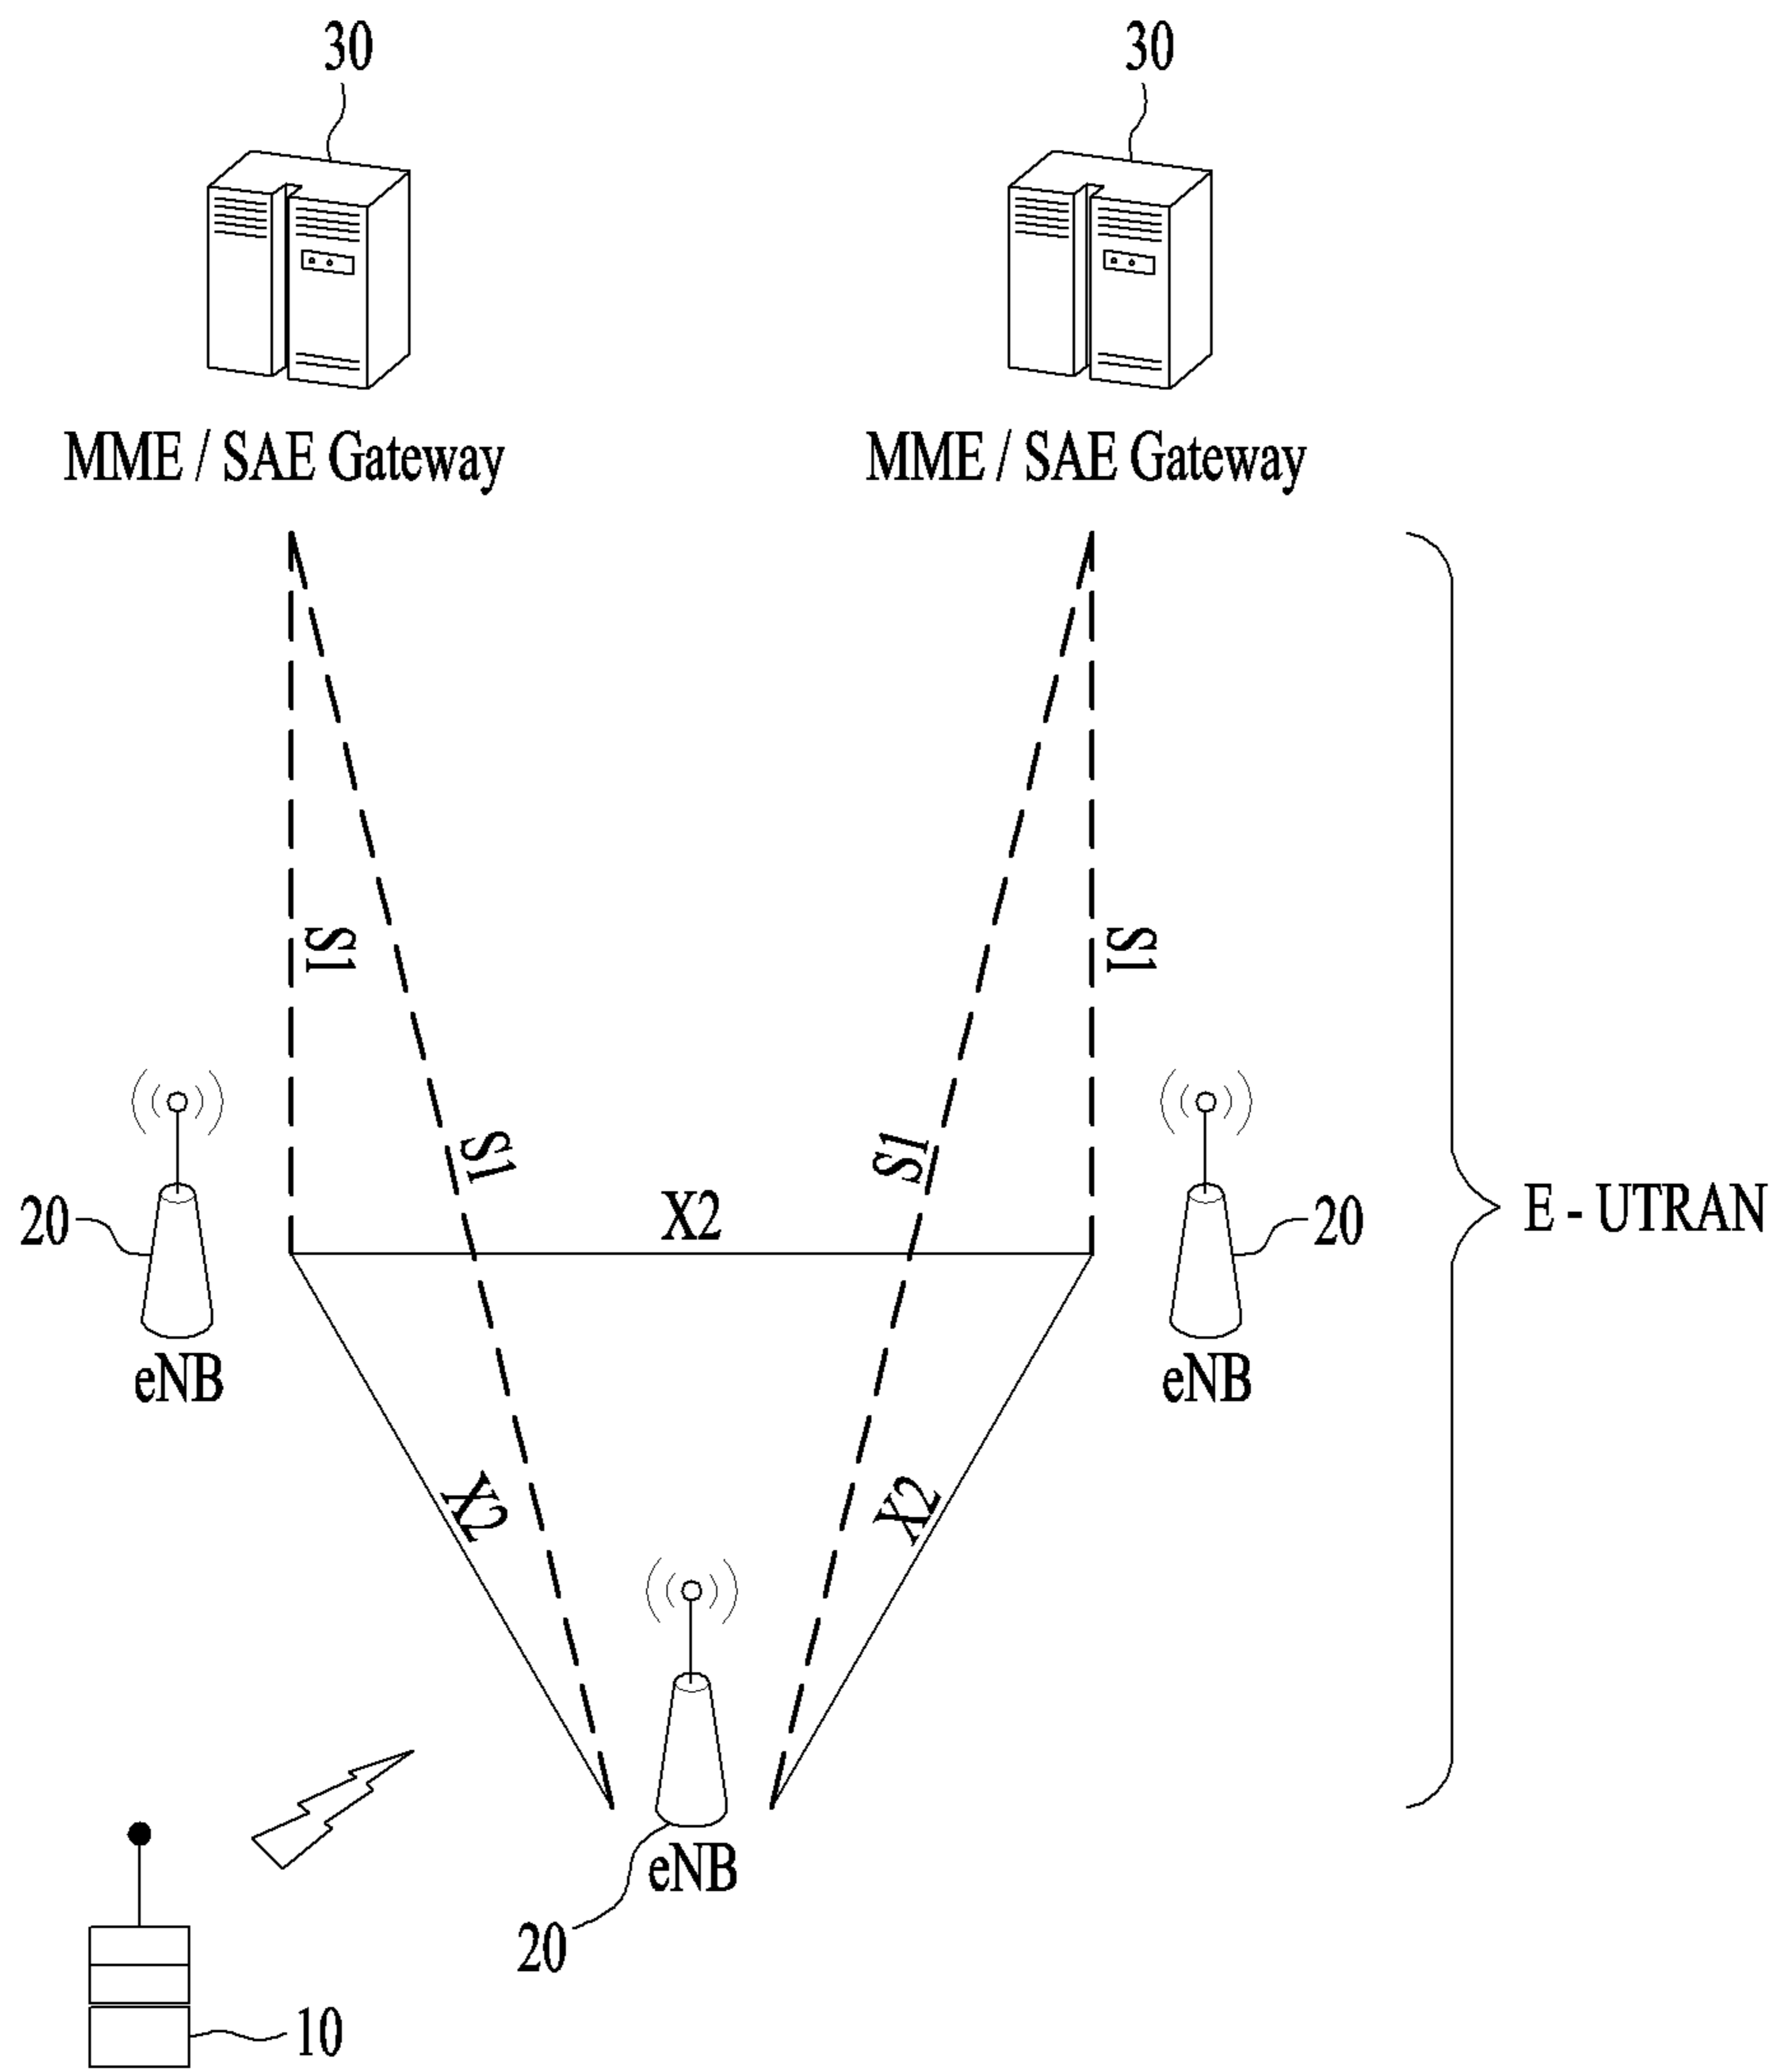 30
30
MME / SAE Gateway
MME / SAE Gateway
S1
S1
S1
S1
X2
20
20
E - UTRAN
eNB
eNB
X2
X2
eNB
20
10